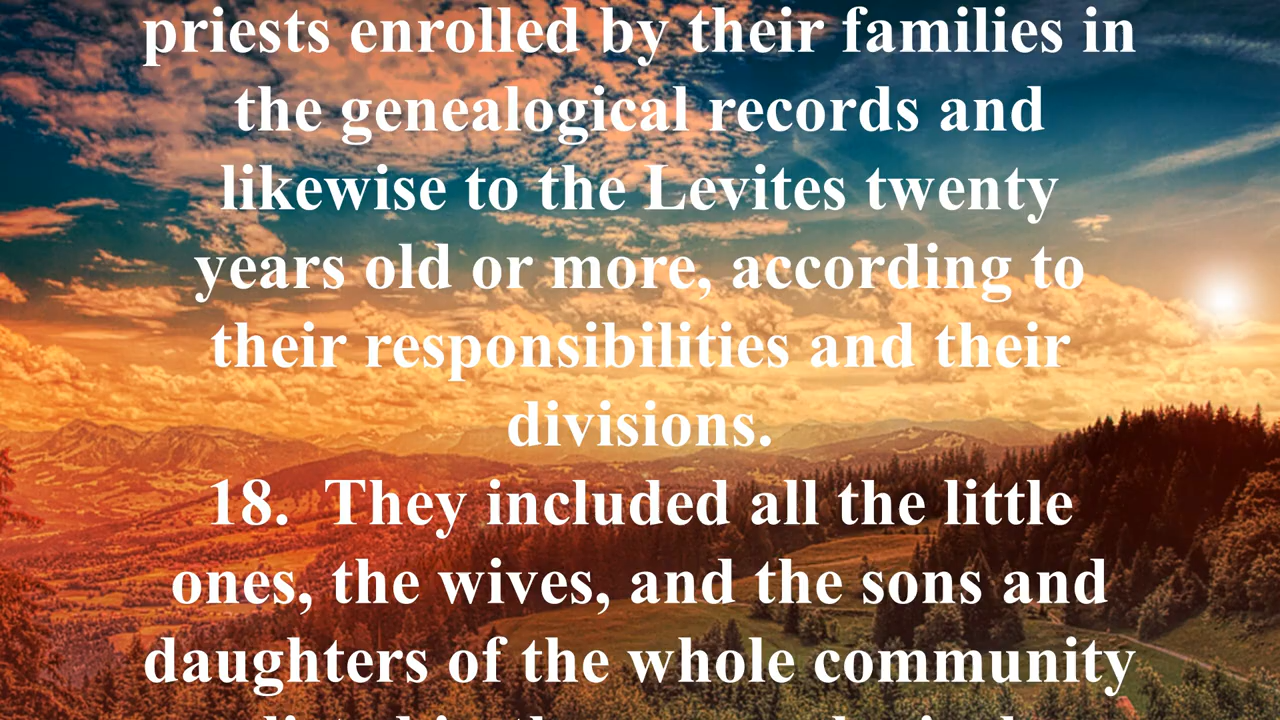 priests enrolled by their families in
the genealogical records and
likewise to the Levites twenty
years old or more, according to
their responsibilities and their
divisions.
18.  They included all the little
ones, the wives, and the sons and
daughters of the whole community